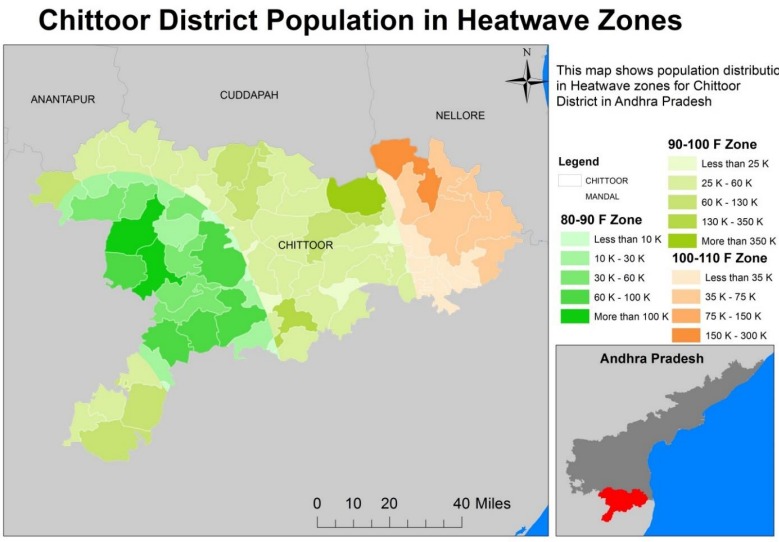 Chittoor District Population in Heatwave Zones
N
This map shows population distributio
in Heatwave zones for Chittoor
District in Andhra Pradesh
ANANTAPUR
CUDDAPAH
NELLORE
CHITTOOR
Legend
CHITTOOR
MANDAL
80-90 F Zone
Less than 10 K
10 K - 30 K
30 K - 60 K
60 K - 100 K
More than 100 K
90-100 F Zone
Less than 25 K
25 K - 60 K
60 K - 130 K
130 K - 350 K
More than 350 K
100-110 F Zone
Less than 35 K
35 K - 75 K
75 K - 150 K
150 K - 300 K
0 10 20 40 Miles
Andhra Pradesh